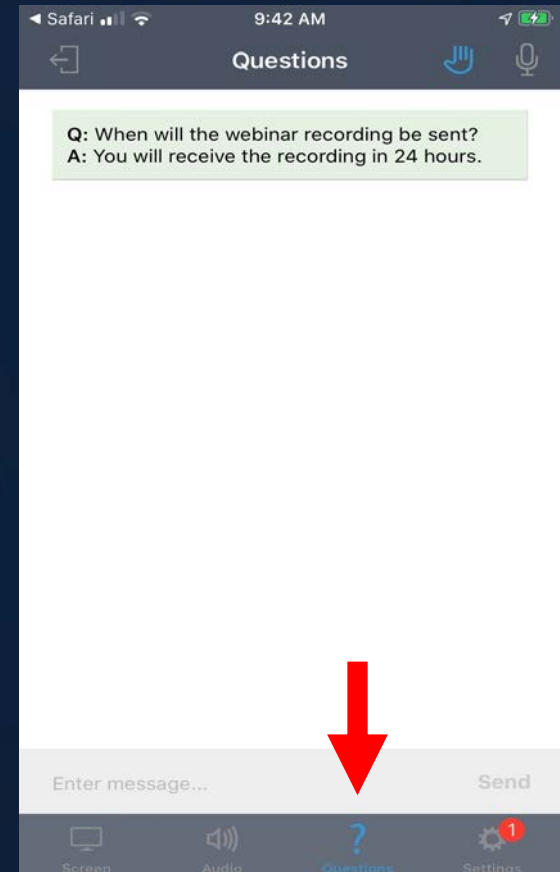 ◀ Safari 9:42 AM
Questions
Q: When will the webinar recording be sent?
A: You will receive the recording in 24 hours.
Enter message... Send
? 1
Screen Audio Questions Settings